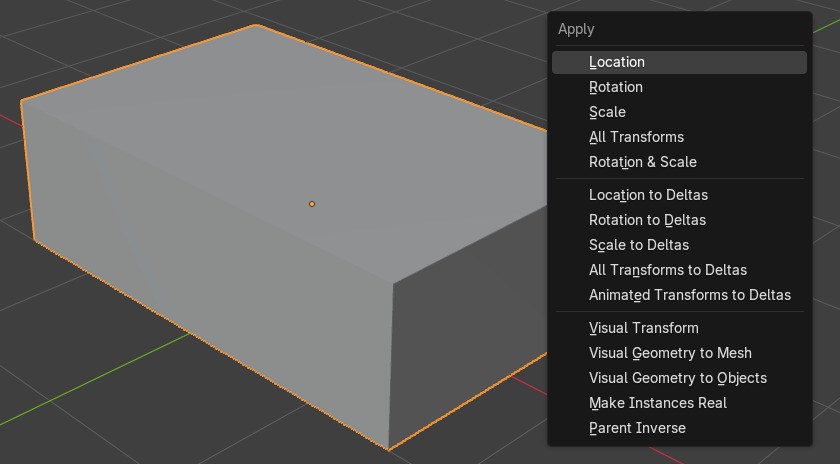 Apply
Location
Rotation
Scale
All Transforms
Rotation & Scale
Location to Deltas
Rotation to Deltas
Scale to Deltas
All Transforms to Deltas
Animated Transforms to Deltas
Visual Transform
Visual Geometry to Mesh
Visual Geometry to Objects
Make Instances Real
Parent Inverse